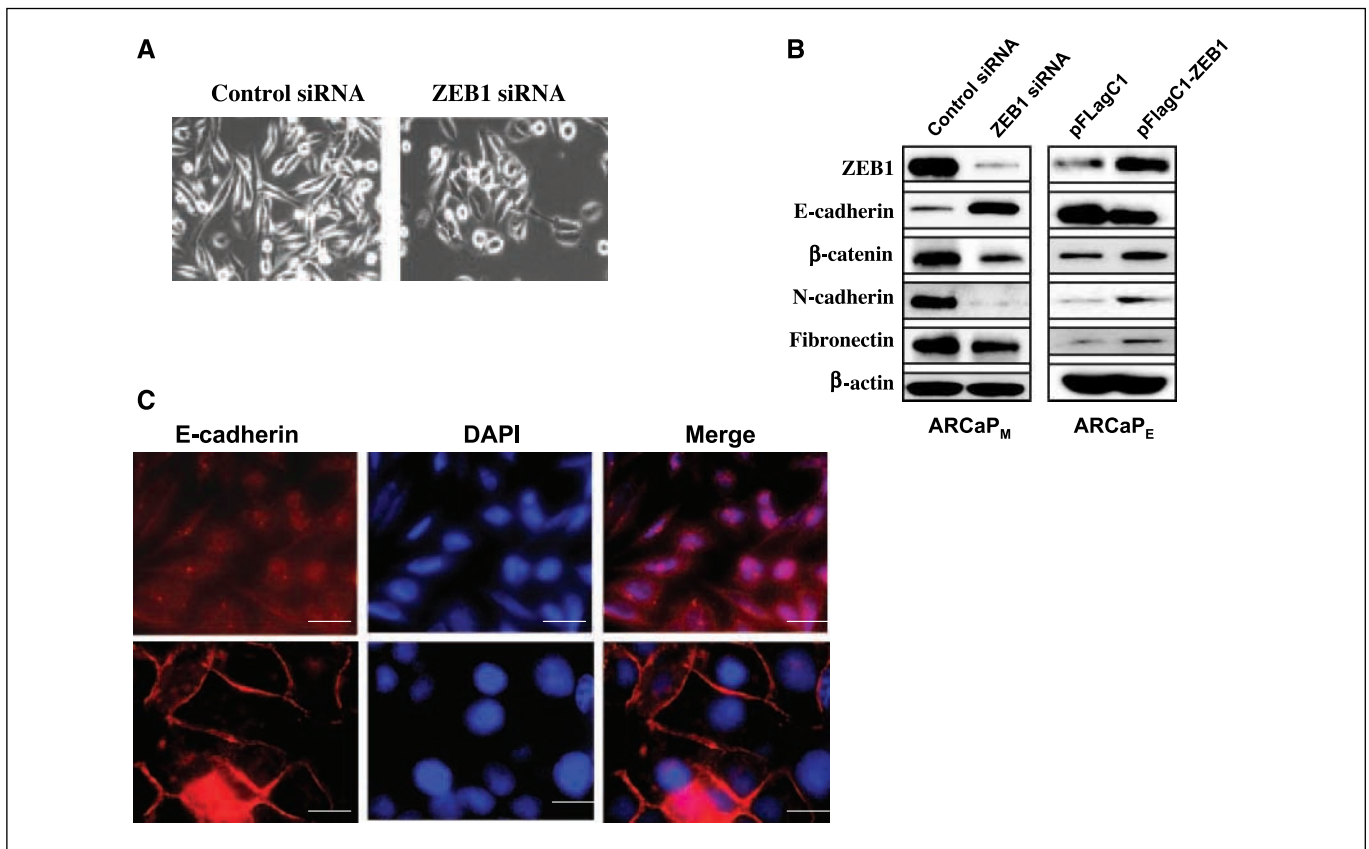 A
Control siRNA ZEB1 siRNA
B
Control siRNA
ZEB1 siRNA
pFLagC1
pFlagC1-ZEB1
ZEB1
E-cadherin
β-catenin
N-cadherin
Fibronectin
β-actin
ARCaPM ARCaPE
C
E-cadherin DAPI Merge